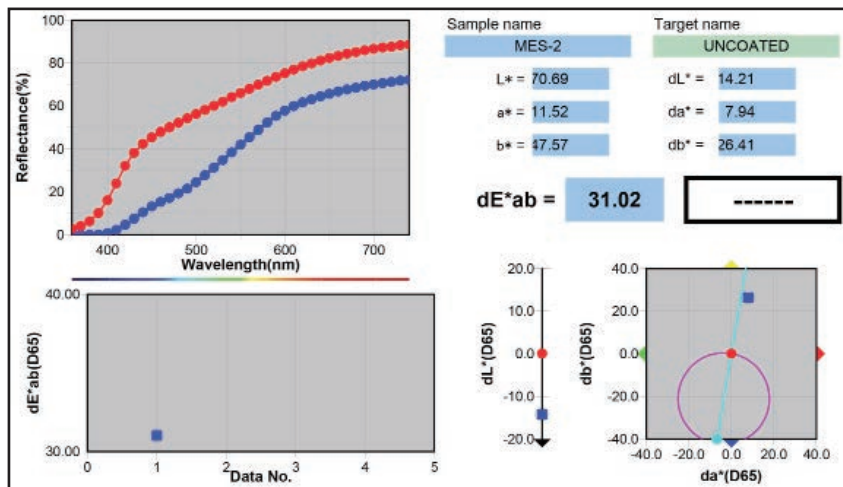 Sample name
Target name
MES-2
UNCOATED
L* = 70.69
dL* = 14.21
a* = 11.52
da* = 7.94
b* = 47.57
db* = 26.41
dE*ab = 31.02
------
100
80
60
40
20
0
Reflectance(%)
400 500 600 700
Wavelength(nm)
40.00
30.00
dE*ab(D65)
0 1 2 3 4 5
Data No.
20.0
10.0
0.0
-10.0
-20.0
dL*(D65)
40.0
20.0
0.0
-20.0
-40.0
db*(D65)
-40.0 -20.0 0.0 20.0 40.0
da*(D65)